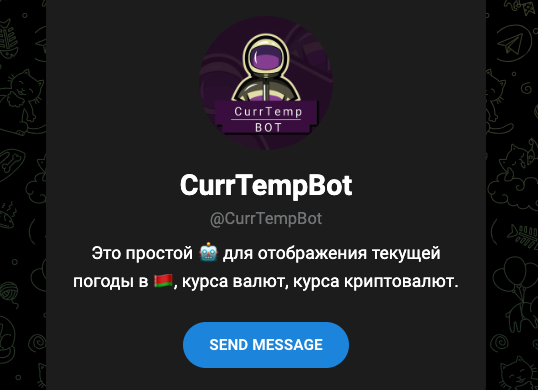 CurrTemp
BOT
CurrTempBot
@CurrTempBot
Это простой 🤖 для отображения текущей
погоды в 🇧🇾, курса валют, курса криптовалют.
SEND MESSAGE